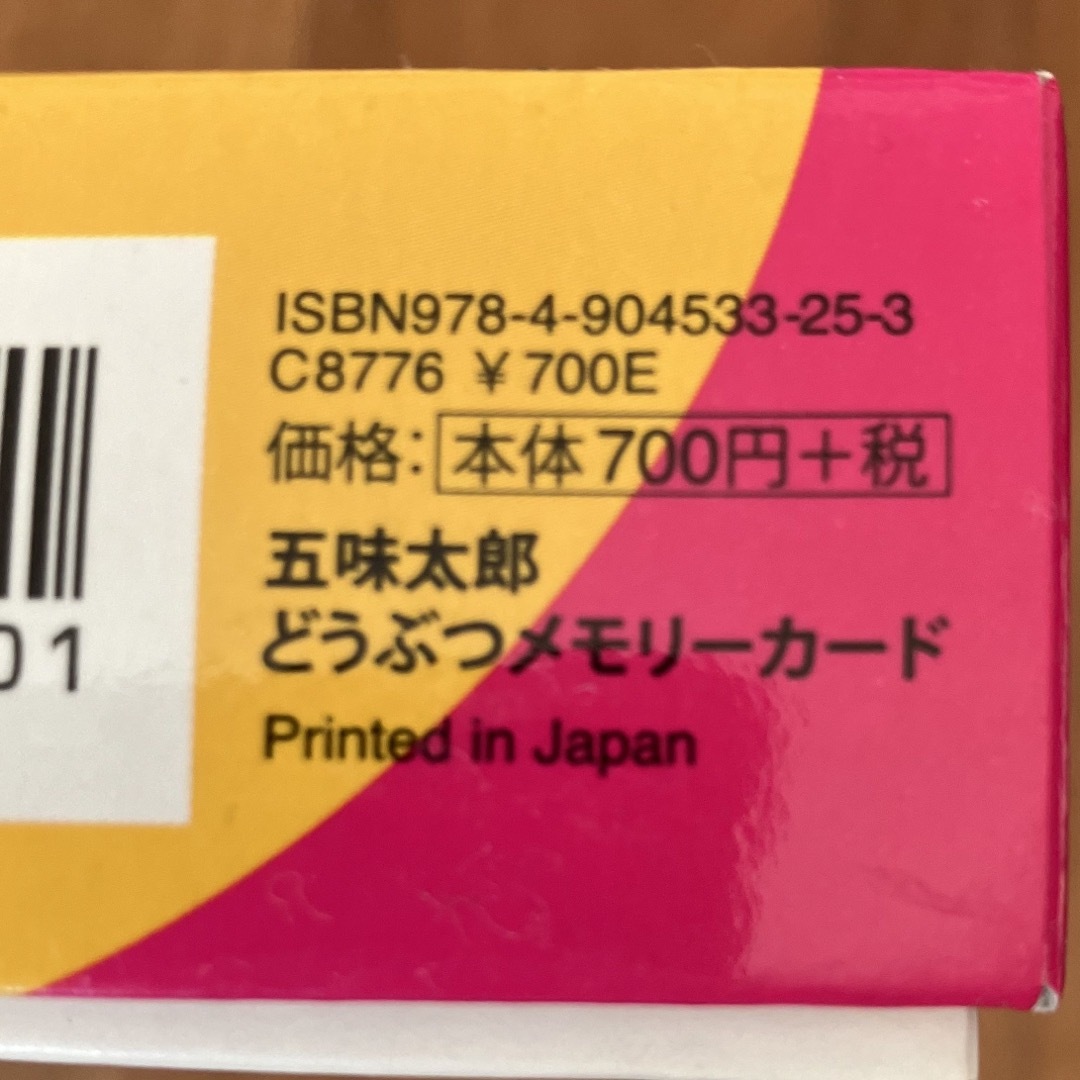 ISBN978-4-904533-25-3
C8776 ￥700E
価格：本体700円＋税
五味太郎
どうぶつメモリーカード
Printed in Japan
01